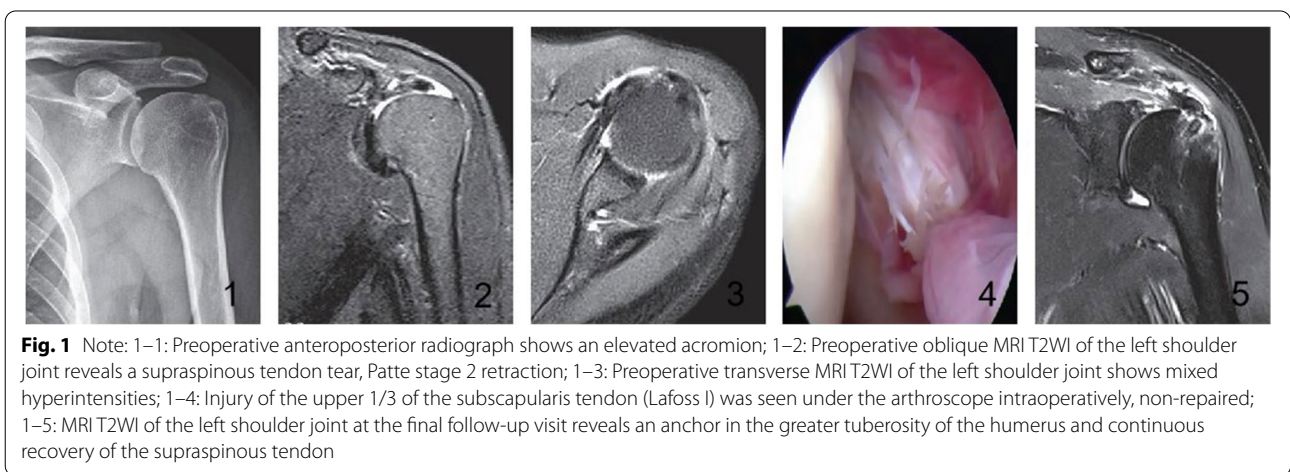 1
2
3
4
5
Fig. 1 Note: 1–1: Preoperative anteroposterior radiograph shows an elevated acromion; 1–2: Preoperative oblique MRI T2WI of the left shoulder
joint reveals a supraspinous tendon tear, Patte stage 2 retraction; 1–3: Preoperative transverse MRI T2WI of the left shoulder joint shows mixed
hyperintensities; 1–4: Injury of the upper 1/3 of the subscapularis tendon (Lafoss I) was seen under the arthroscope intraoperatively, non-repaired;
1–5: MRI T2WI of the left shoulder joint at the final follow-up visit reveals an anchor in the greater tuberosity of the humerus and continuous
recovery of the supraspinous tendon